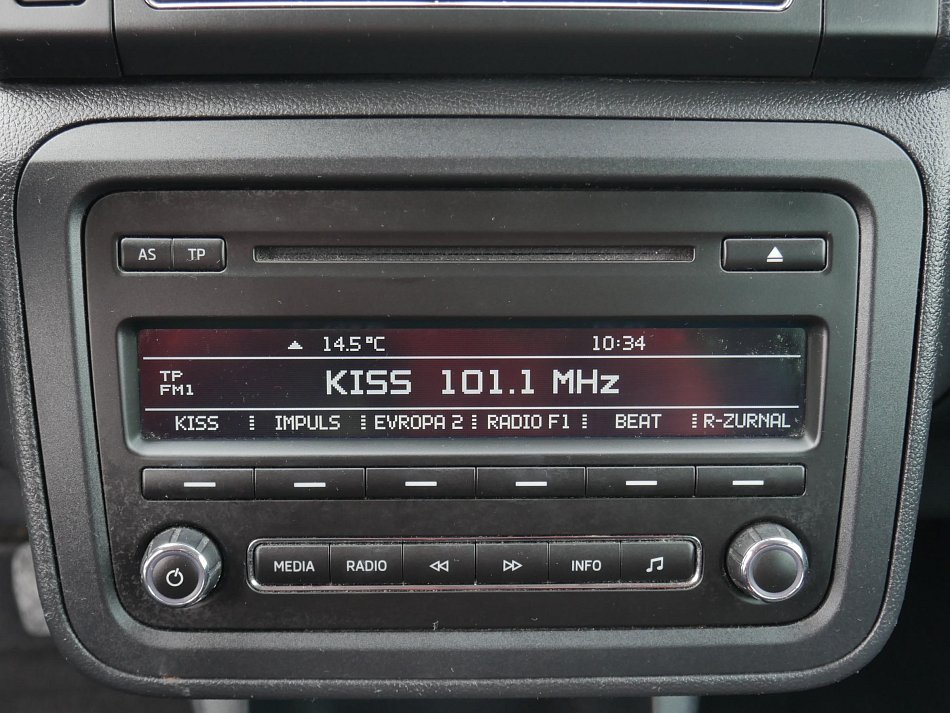 AS TP
14.5 °C 10:34
TP
FM1
KISS 101.1 MHz
KISS IMPULS EVROPA 2 RADIO F1 BEAT R-ZURNAL
MEDIA RADIO INFO